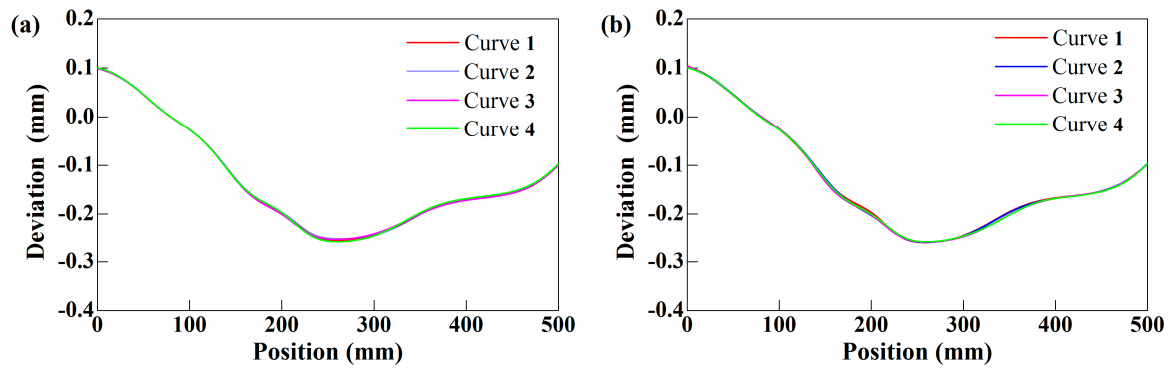 (a)
0.2
0.1
0.0
-0.1
-0.2
-0.3
-0.4
Deviation (mm)
Curve 1
Curve 2
Curve 3
Curve 4
0 100 200 300 400 500
Position (mm)
(b)
0.2
0.1
0.0
-0.1
-0.2
-0.3
-0.4
Deviation (mm)
Curve 1
Curve 2
Curve 3
Curve 4
0 100 200 300 400 500
Position (mm)